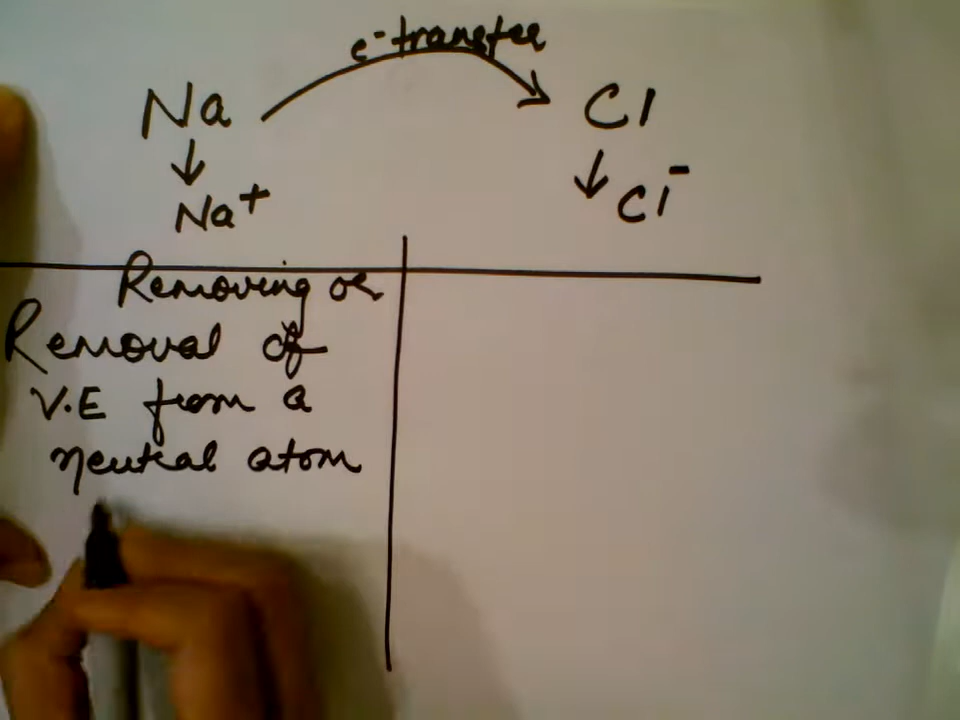 e⁻ transfer
Na Cl
↓ ↓
Na⁺ Cl⁻
Removing or
Removal of
V.E from a
neutral atom